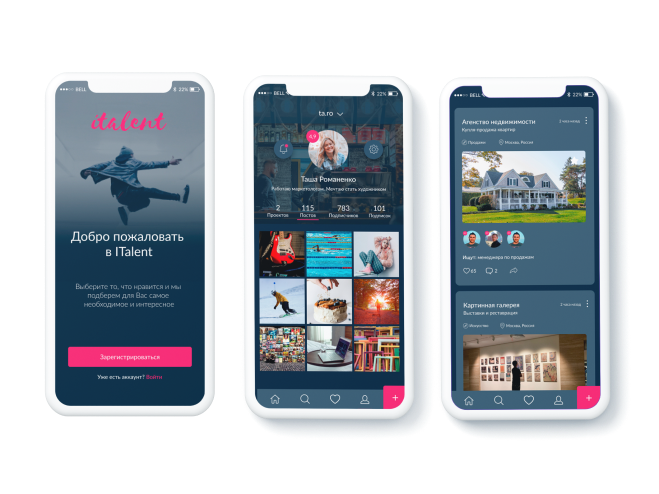 BELL
22%
italent
Добро пожаловать
в ITalent
Выберите то, что нравится и мы
подберем для Вас самое
необходимое и интересное
Зарегистрироваться
Уже есть аккаунт? Войти
BELL
22%
ta.ro
4,9
Таша Романенко
Работаю маркетологом. Мечтаю стать художником
2 115 783 101
Проектов Постов Подписчиков Подписок
+
BELL
22%
Агенство недвижимости
2 часа назад
Купля продажа квартир
Продажи Москва, Россия
Ищут: менеджера по продажам
65 2
Картинная галерея
2 часа назад
Выставки и реставрация
Искусство Москва, Россия
+